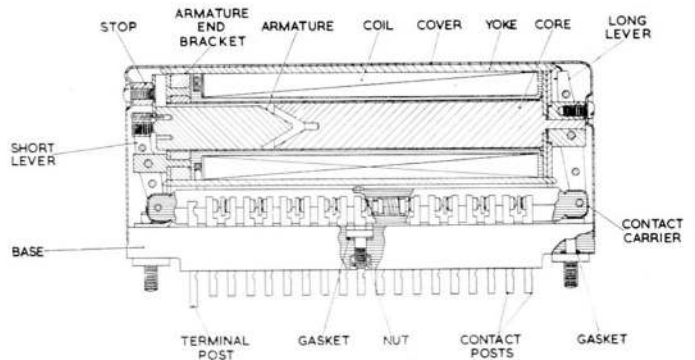 STOP
ARMATURE
END
BRACKET
ARMATURE
COIL
COVER
YOKE
CORE
LONG
LEVER
SHORT
LEVER
BASE
CONTACT
CARRIER
TERMINAL
POST
GASKET
NUT
CONTACT
POSTS
GASKET